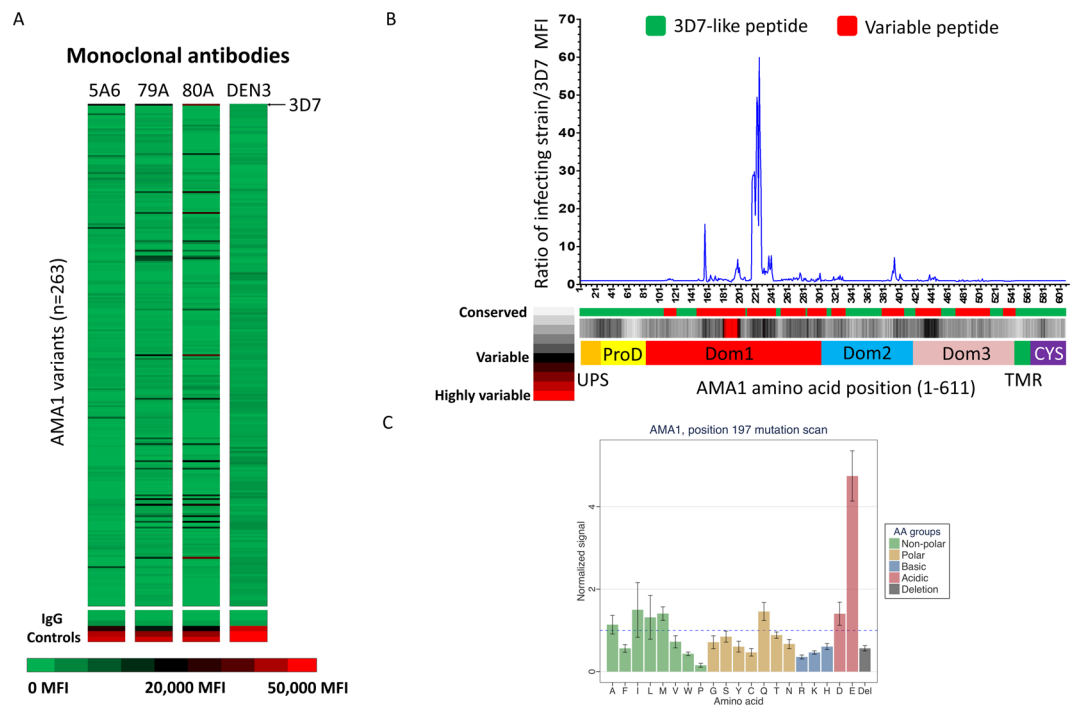 A
Monoclonal antibodies
5A6 79A 80A DEN3
3D7
AMA1 variants (n=263)
IgG
Controls
0 MFI 20,000 MFI 50,000 MFI
B
3D7-like peptide Variable peptide
Ratio of infecting strain/3D7 MFI
70
60
50
40
30
20
10
0
1 21 41 61 81 101 121 141 161 181 201 221 241 261 281 301 321 341 361 381 401 421 441 461 481 501 521 541 561 581 601
Conserved
Variable
Highly variable
ProD Dom1 Dom2 Dom3 CYS
UPS TMR
AMA1 amino acid position (1-611)
C
AMA1, position 197 mutation scan
Normalized signal
4
2
0
A F I L M V W P G S Y C Q T N R K H D E Del
Amino acid
AA groups
Non-polar
Polar
Basic
Acidic
Deletion